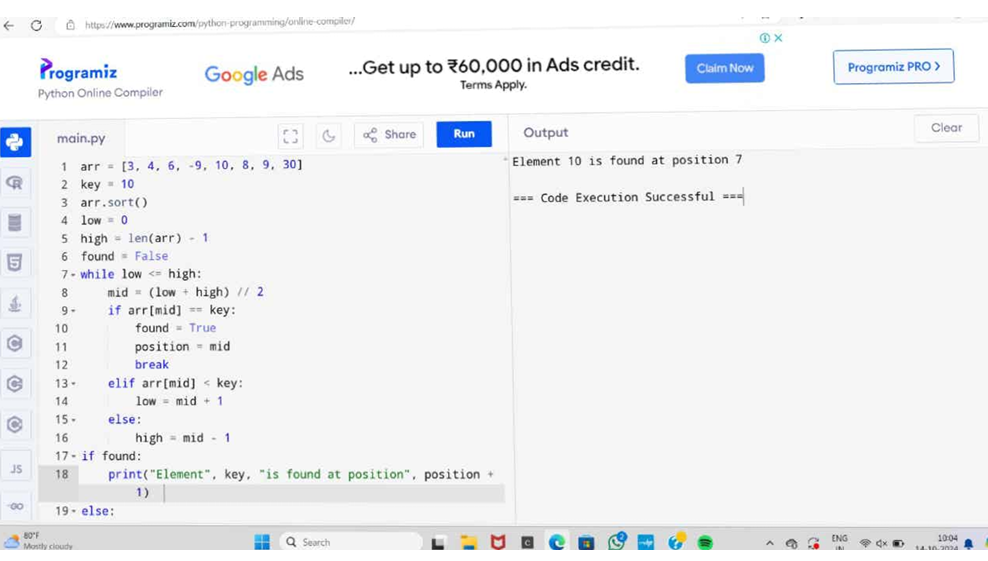 https://www.programiz.com/python-programming/online-compiler/
Programiz
Python Online Compiler
Google Ads
...Get up to ₹60,000 in Ads credit.
Terms Apply.
Claim Now
Programiz PRO >
main.py
Share
Run
Output
Clear
1 arr = [3, 4, 6, -9, 10, 8, 9, 30]
2 key = 10
3 arr.sort()
4 low = 0
5 high = len(arr) - 1
6 found = False
7 while low <= high:
8 mid = (low + high) // 2
9 if arr[mid] == key:
10 found = True
11 position = mid
12 break
13 elif arr[mid] < key:
14 low = mid + 1
15 else:
16 high = mid - 1
17 if found:
18 print("Element", key, "is found at position", position +
1)
19 else:
Element 10 is found at position 7
=== Code Execution Successful ===
JS
80°F
Mostly cloudy
Search
ENG
IN
10:04
14-10-2024